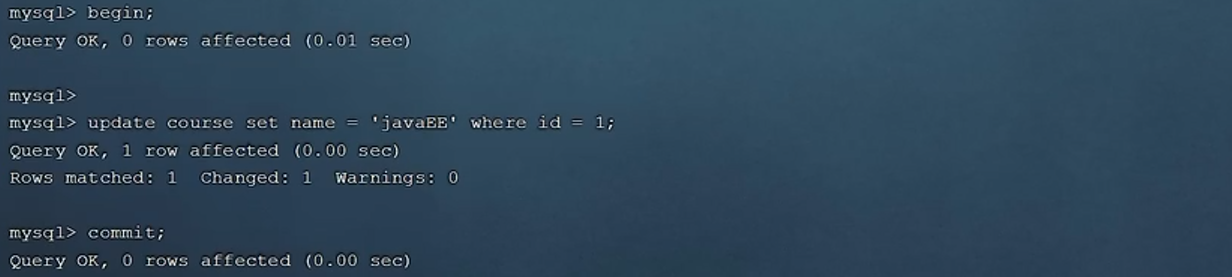 mysql> begin;
Query OK, 0 rows affected (0.01 sec)
mysql>
mysql> update course set name = 'javaEE' where id = 1;
Query OK, 1 row affected (0.00 sec)
Rows matched: 1  Changed: 1  Warnings: 0
mysql> commit;
Query OK, 0 rows affected (0.00 sec)